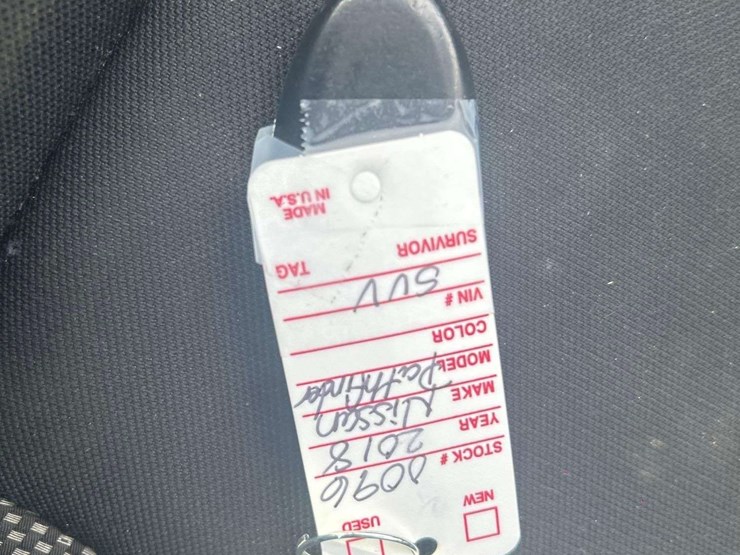 NEW USED
STOCK # 0096
YEAR 2018
MAKE Nissan
MODEL Pathfinder
COLOR
VIN # SUV
SURVIVOR TAG
MADE
IN U.S.A.